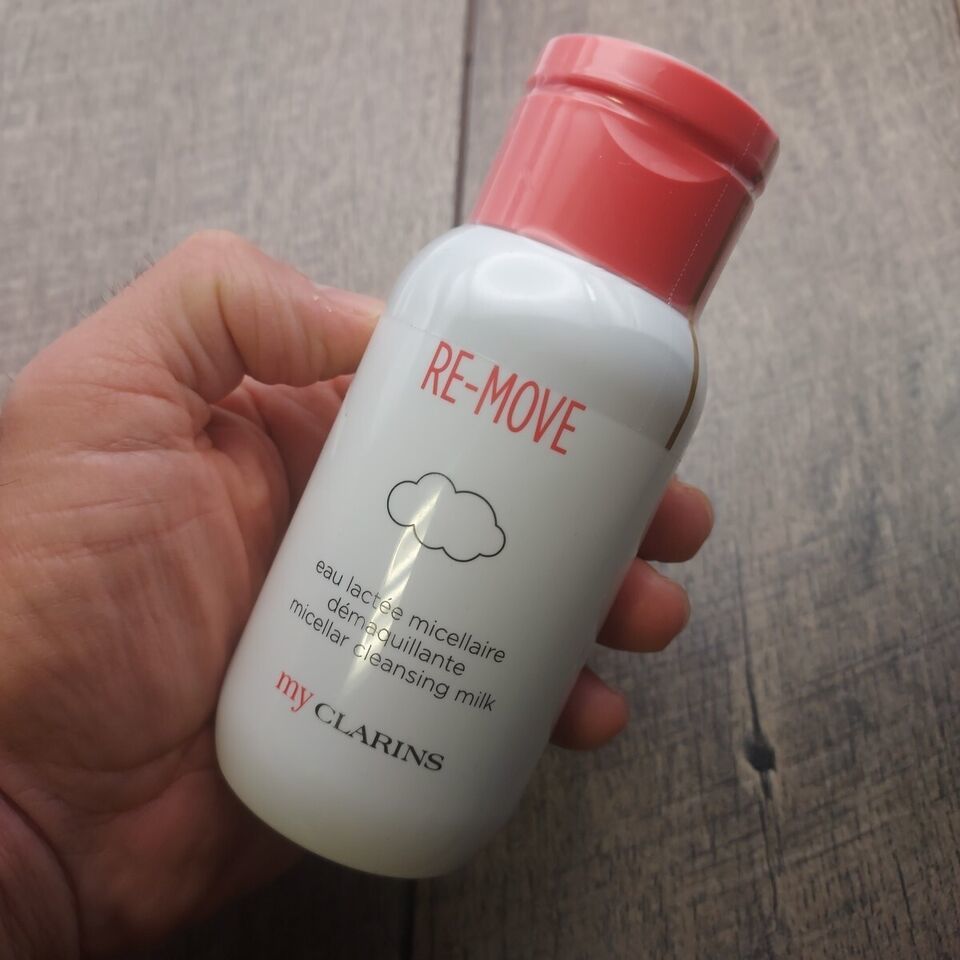 RE-MOVE
eau lactée micellaire
démaquillante
micellar cleansing milk
my CLARINS